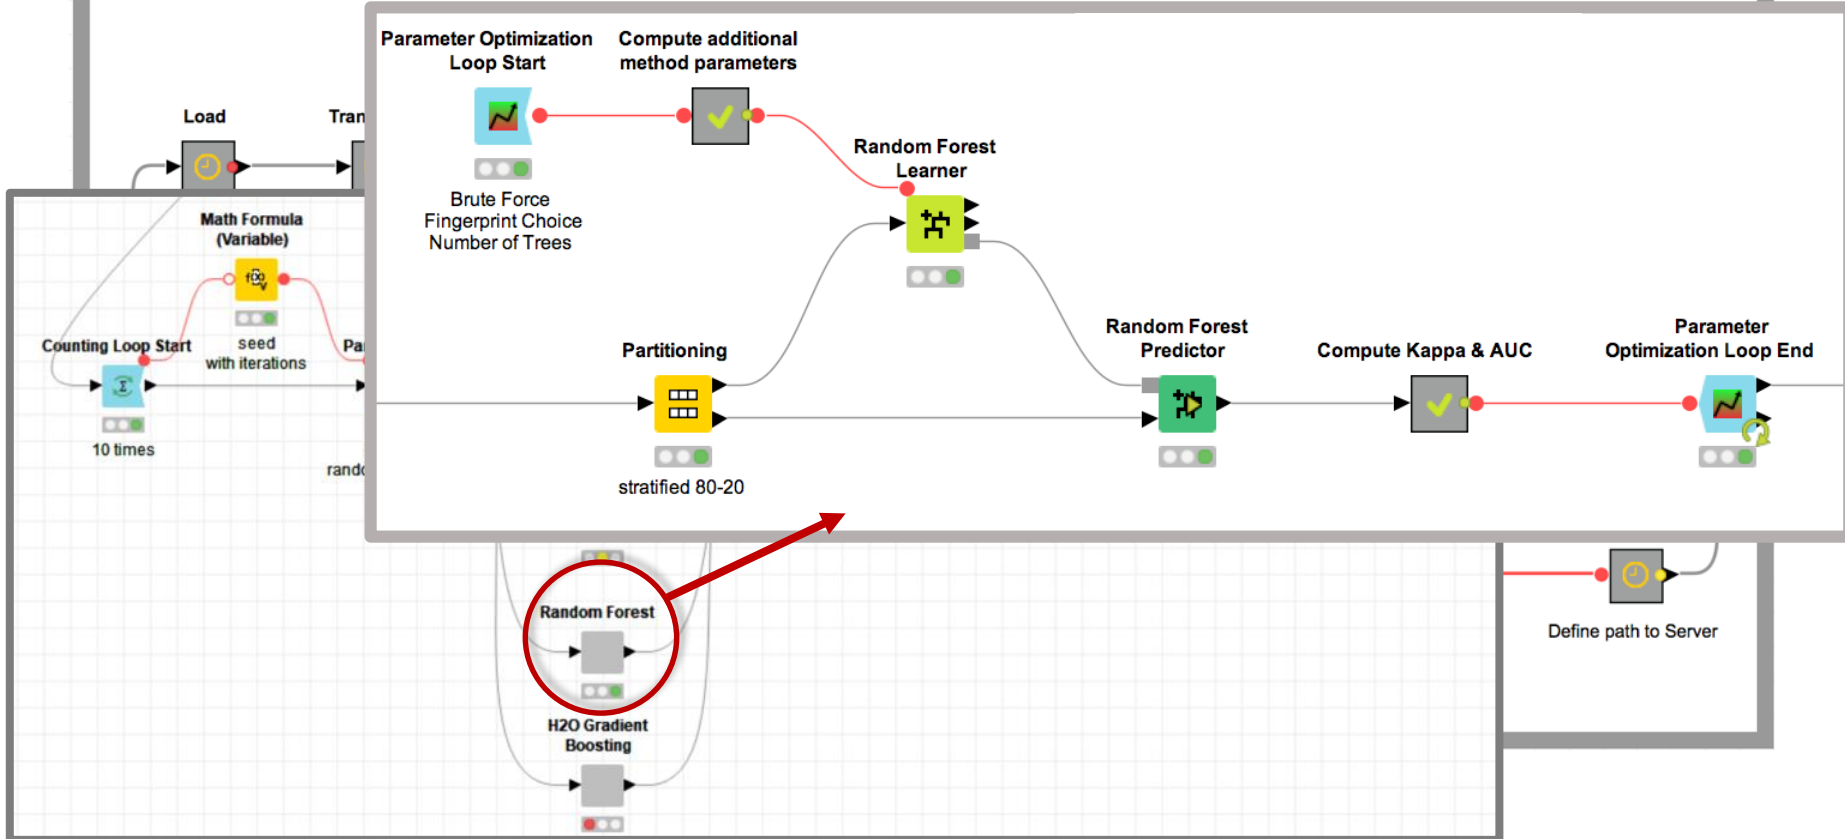 Parameter Optimization
Loop Start
Compute additional
method parameters
Load
Tran
Random Forest
Learner
Brute Force
Fingerprint Choice
Number of Trees
Math Formula
(Variable)
Counting Loop Start
seed
with iterations
Pa
10 times
rando
Partitioning
stratified 80-20
Random Forest
Predictor
Compute Kappa & AUC
Parameter
Optimization Loop End
Random Forest
H2O Gradient
Boosting
Define path to Server